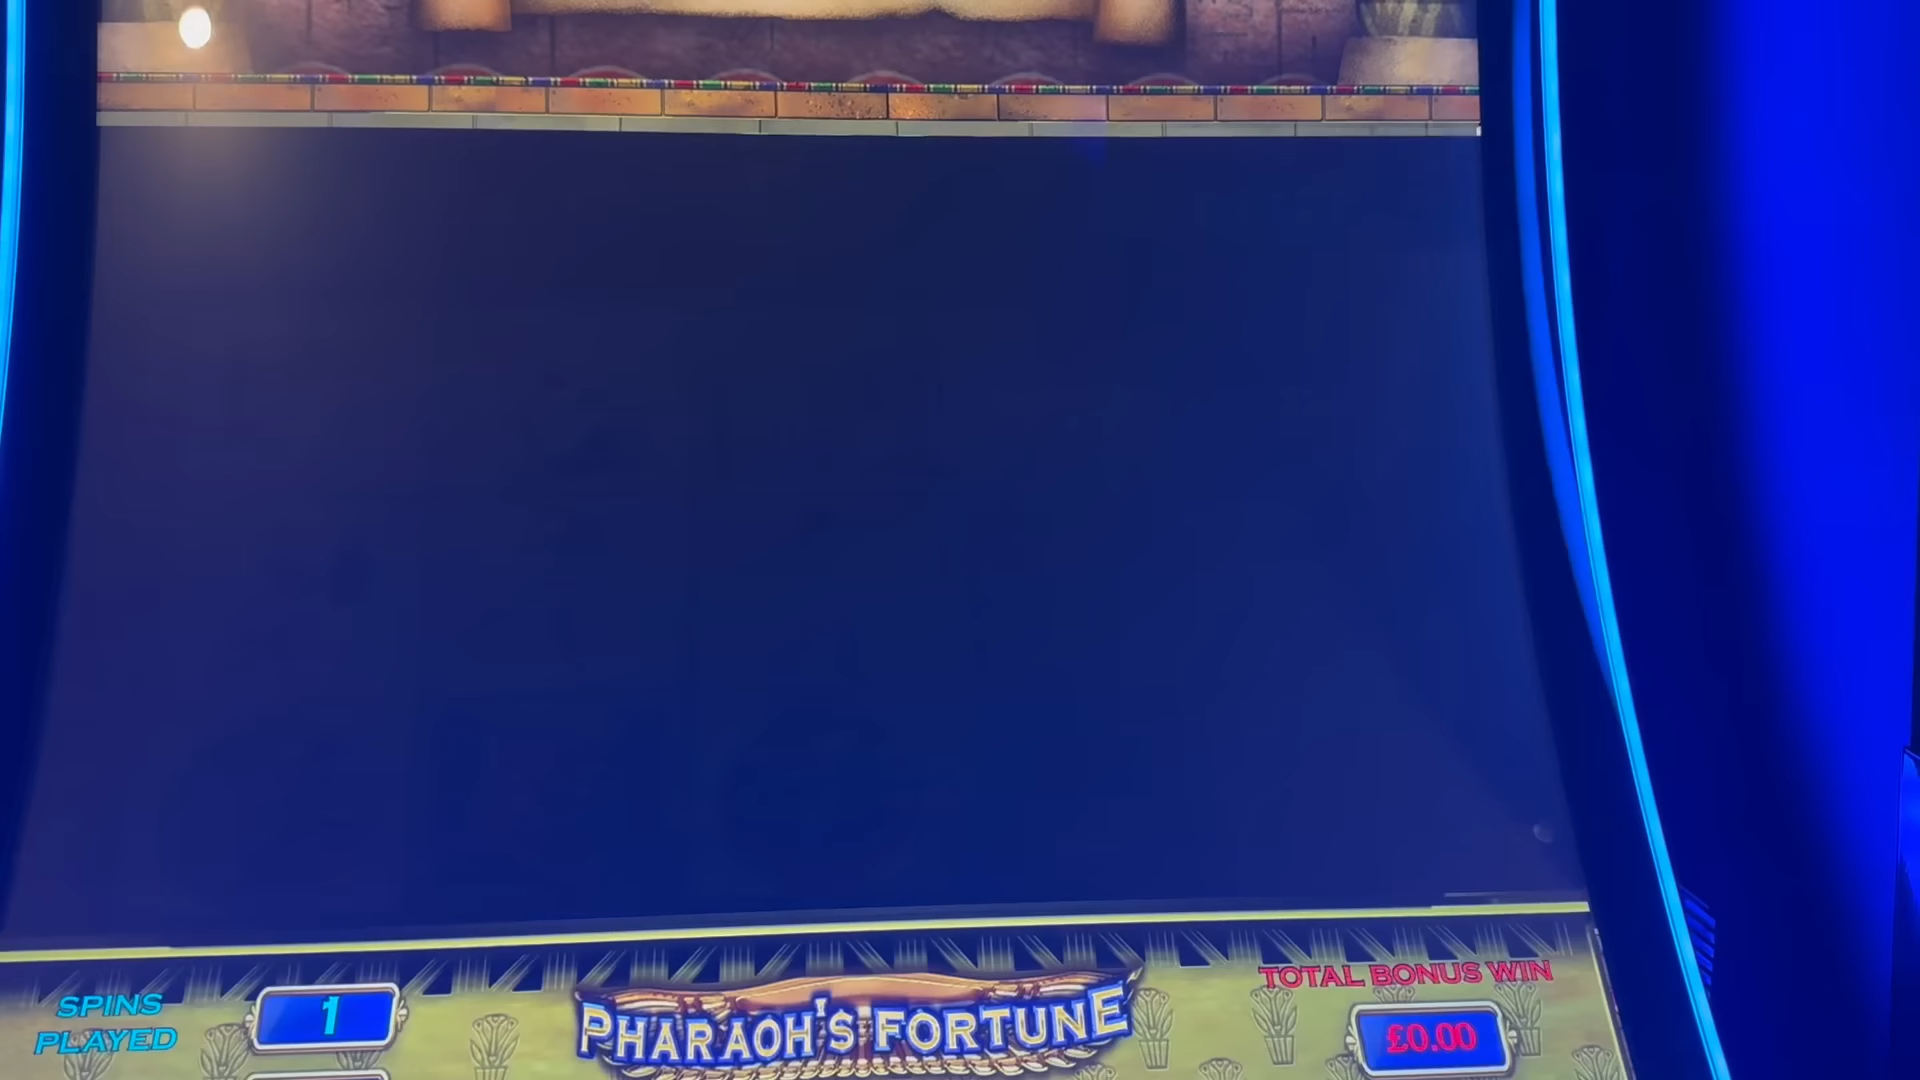 SPINS
PLAYED
1
PHARAOH'S FORTUNE
TOTAL BONUS WIN
£0.00